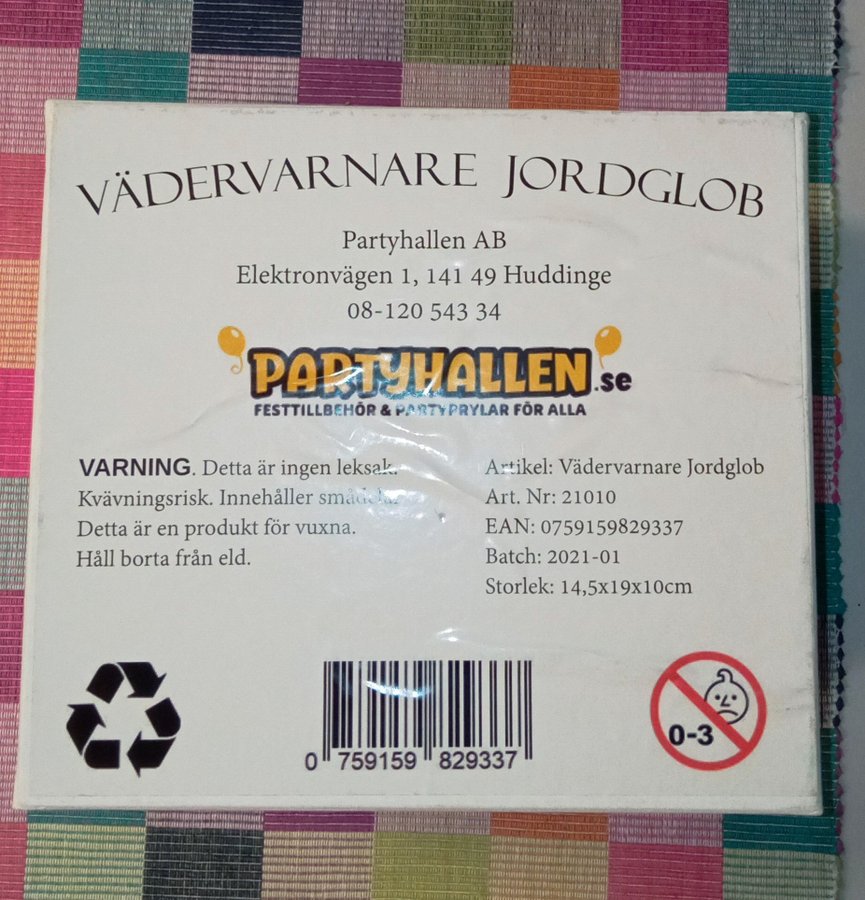 VÄDERVARNARE JORDGLOB
Partyhallen AB
Elektronvägen 1, 141 49 Huddinge
08-120 543 34
PARTYHALLEN.se
FESTTILLBEHÖR & PARTYPRYLAR FÖR ALLA
VARNING. Detta är ingen leksak.
Kvävningsrisk. Innehåller
Detta är en produkt för vuxna.
Håll borta från eld.
Artikel: Vädervarnare Jordglob
Art. Nr: 21010
EAN: 0759159829337
Batch: 2021-01
Storlek: 14,5x19x10cm
0 759159 829337
0-3